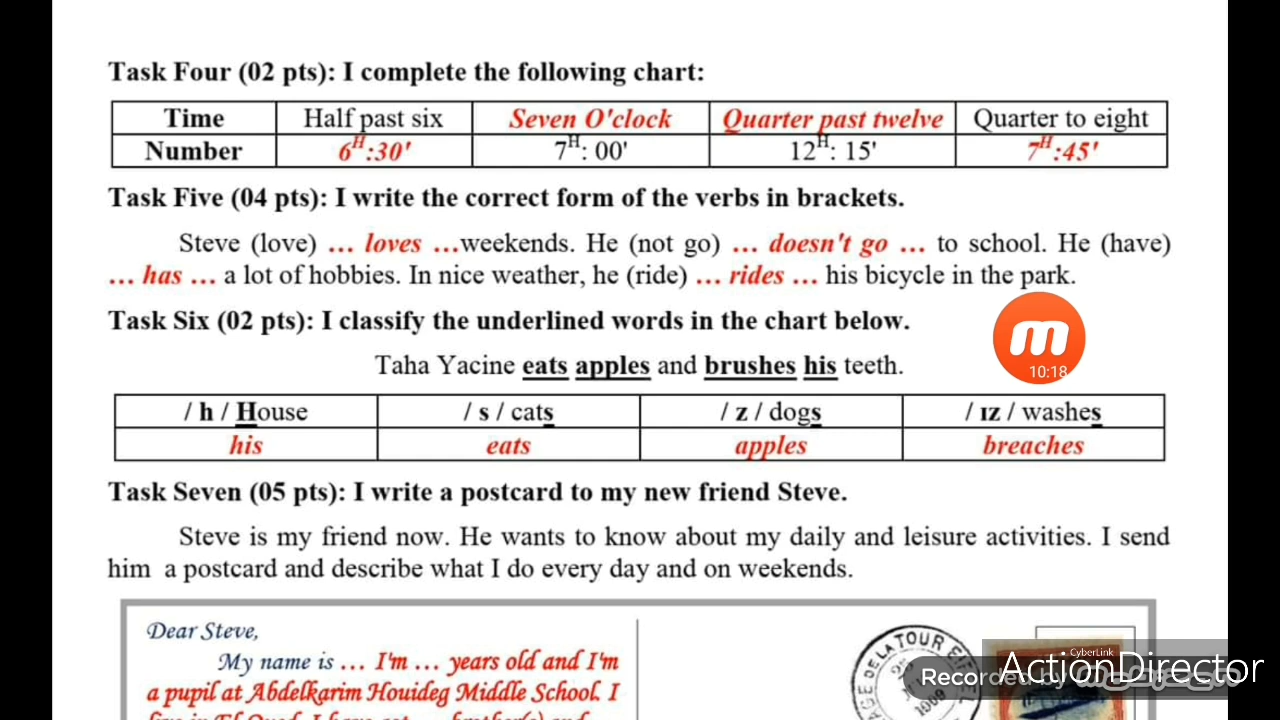 Task Four (02 pts): I complete the following chart:
Time Half past six Seven O'clock Quarter past twelve Quarter to eight
Number 6H:30' 7H: 00' 12H: 15' 7H:45'
Task Five (04 pts): I write the correct form of the verbs in brackets.
Steve (love) … loves …weekends. He (not go) … doesn't go … to school. He (have)
… has … a lot of hobbies. In nice weather, he (ride) … rides … his bicycle in the park.
Task Six (02 pts): I classify the underlined words in the chart below.
10:18
Taha Yacine eats apples and brushes his teeth.
/ h / House / s / cats / z / dogs / ɪz / washes
his eats apples breaches
Task Seven (05 pts): I write a postcard to my new friend Steve.
Steve is my friend now. He wants to know about my daily and leisure activities. I send
him a postcard and describe what I do every day and on weekends.
Dear Steve,
My name is … I'm … years old and I'm
a pupil at Abdelkarim Houideg Middle School. I
LA TOUR EI
1989
CyberLink
ActionDirector
Recorded by